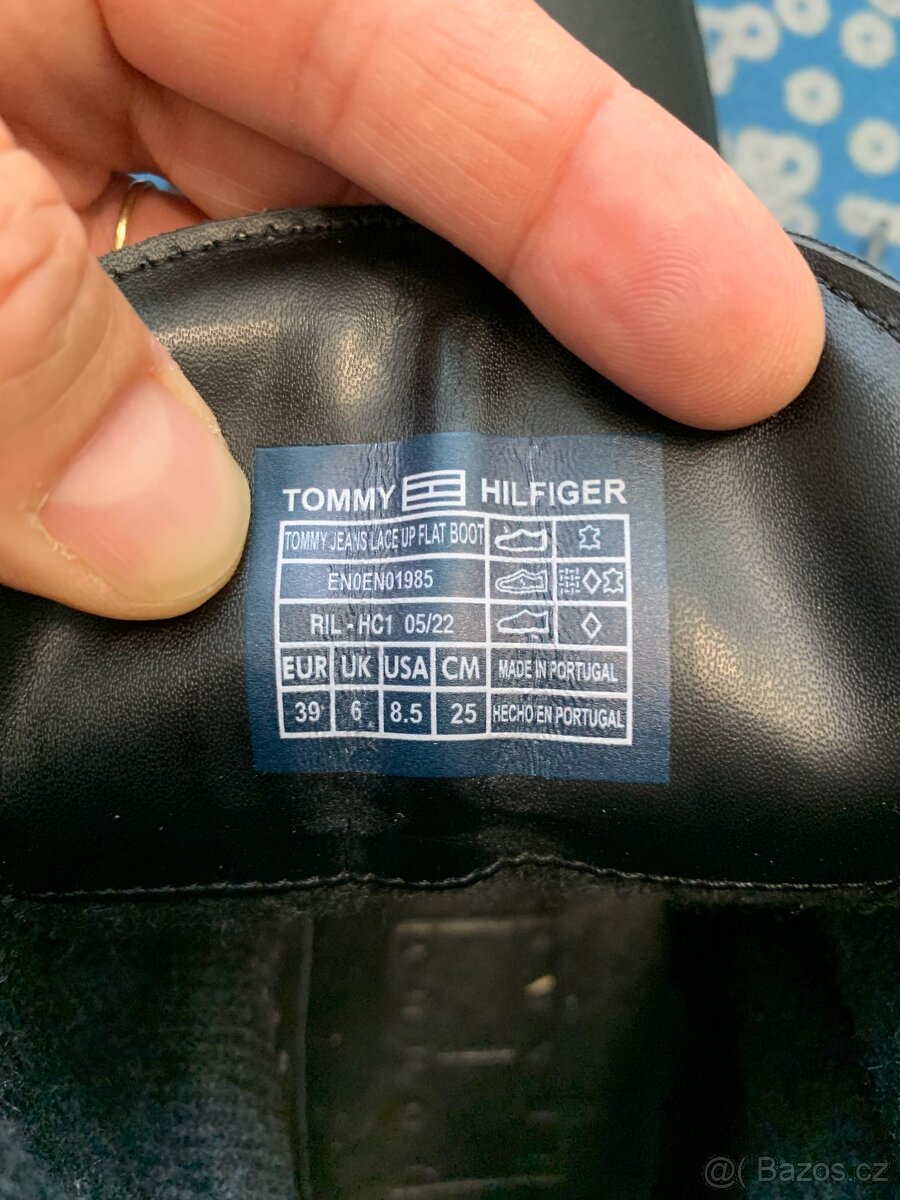 TOMMY HILFIGER
TOMMY JEANS LACE UP FLAT BOOT
EN0EN01985
RIL - HC1 05/22
EUR UK USA CM MADE IN PORTUGAL
39 6 8.5 25 HECHO EN PORTUGAL
@( Bazos.cz